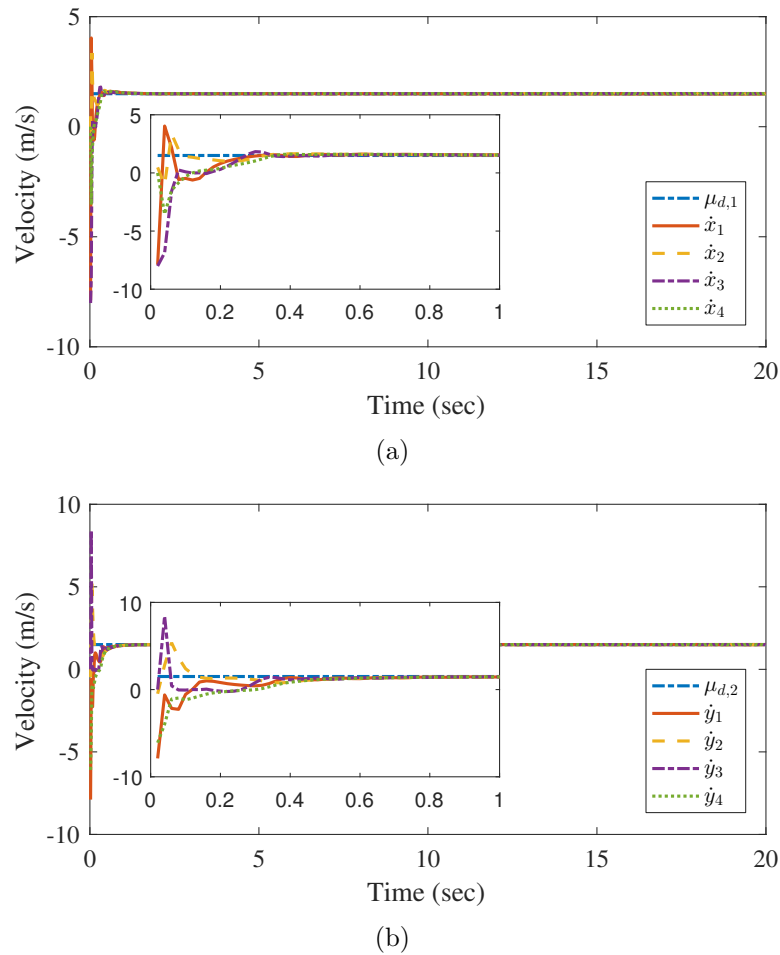 5
0
-5
-10
Velocity (m/s)
5
0
-5
-10
0 0.2 0.4 0.6 0.8 1
μ_{d,1}
ẋ₁
ẋ₂
ẋ₃
ẋ₄
0 5 10 15 20
Time (sec)
(a)
10
5
0
-5
-10
Velocity (m/s)
10
0
-10
0 0.2 0.4 0.6 0.8 1
μ_{d,2}
ẏ₁
ẏ₂
ẏ₃
ẏ₄
0 5 10 15 20
Time (sec)
(b)